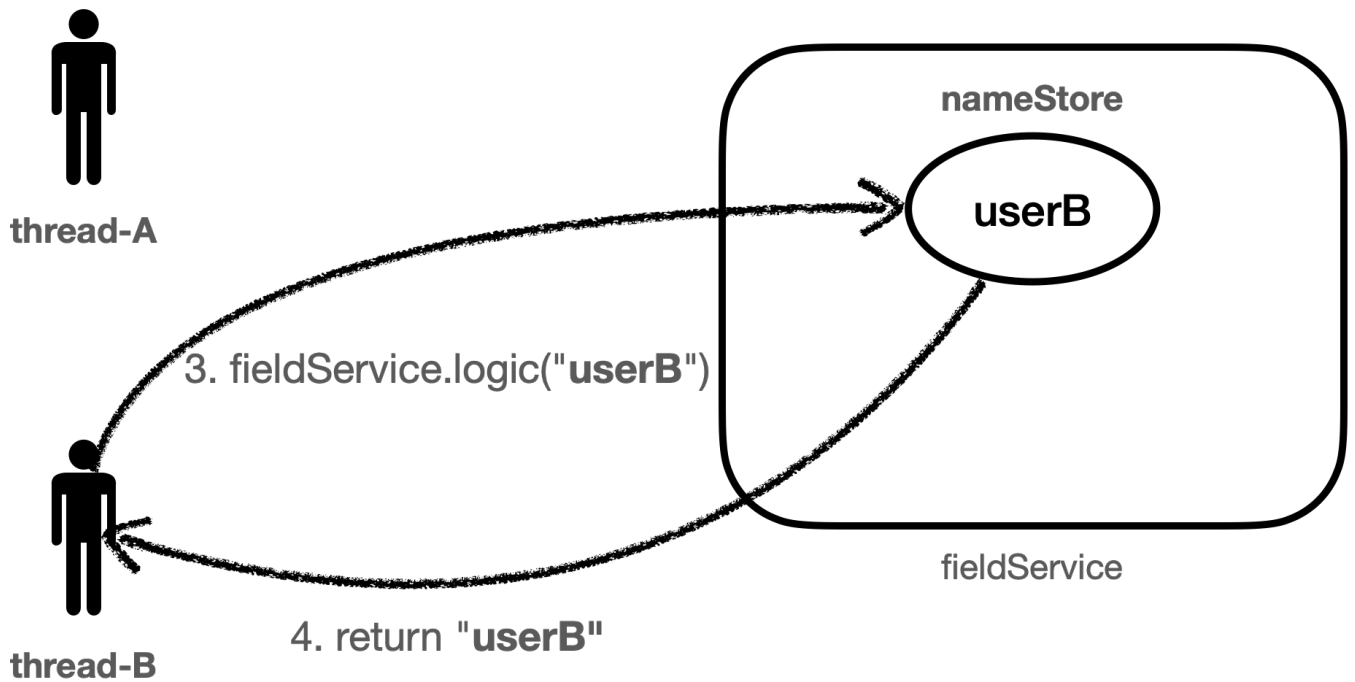 nameStore
userB
thread-A
3. fieldService.logic("userB")
fieldService
4. return "userB"
thread-B